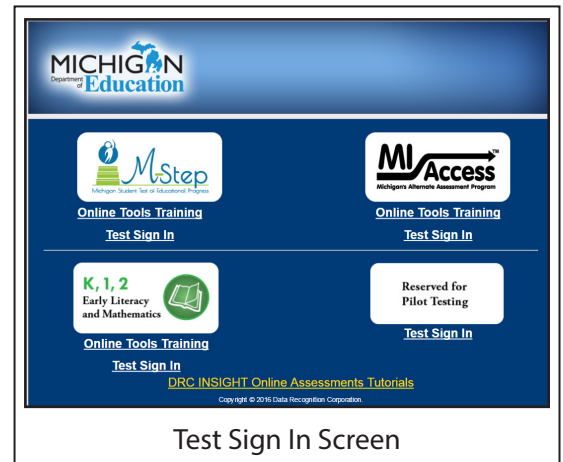 MICHIGAN
Department of Education
M-Step
Michigan Student Test of Educational Progress
Online Tools Training
Test Sign In
MI Access™
Michigan's Alternate Assessment Program
Online Tools Training
Test Sign In
K, 1, 2
Early Literacy
and Mathematics
Online Tools Training
Test Sign In
Reserved for
Pilot Testing
Test Sign In
DRC INSIGHT Online Assessments Tutorials
Copyright © 2016 Data Recognition Corporation.
Test Sign In Screen